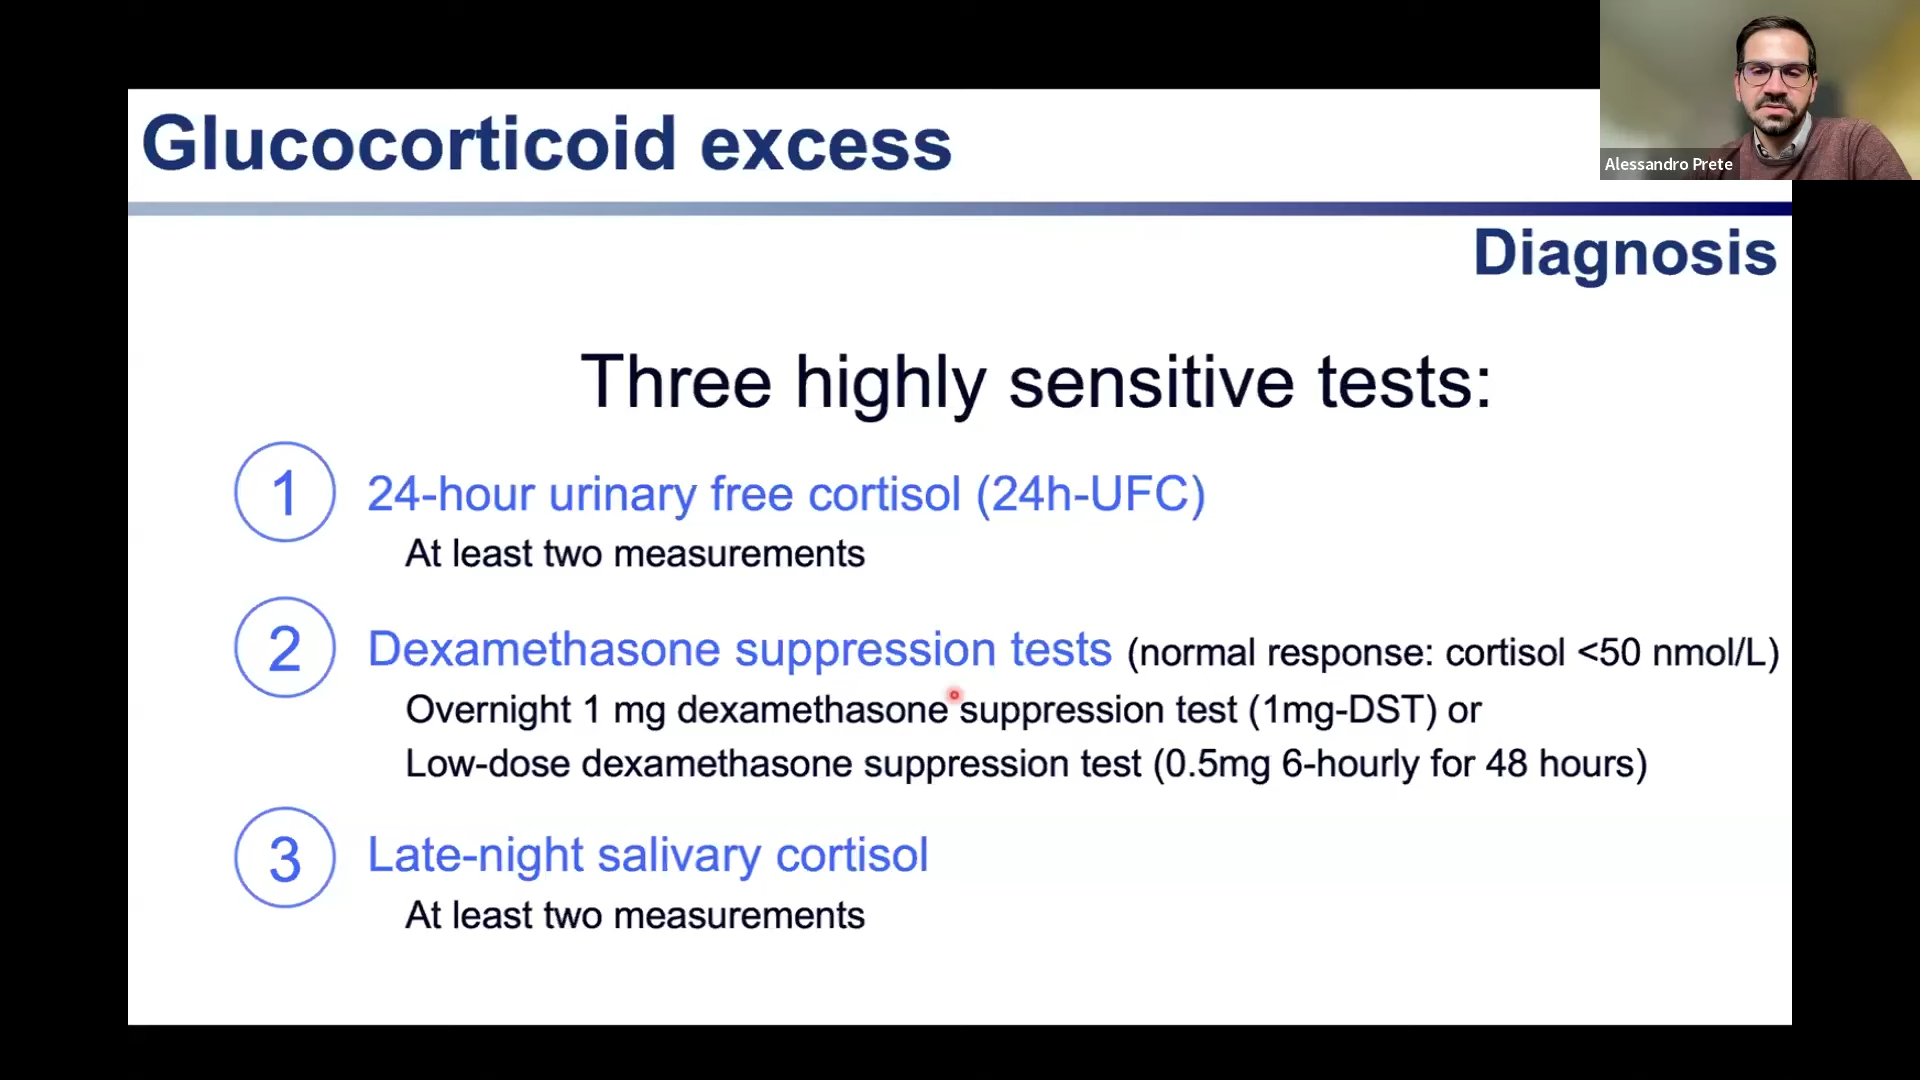 Glucocorticoid excess
Alessandro Prete
Diagnosis
Three highly sensitive tests:
1 24-hour urinary free cortisol (24h-UFC)
At least two measurements
2 Dexamethasone suppression tests (normal response: cortisol <50 nmol/L)
Overnight 1 mg dexamethasone suppression test (1mg-DST) or
Low-dose dexamethasone suppression test (0.5mg 6-hourly for 48 hours)
3 Late-night salivary cortisol
At least two measurements